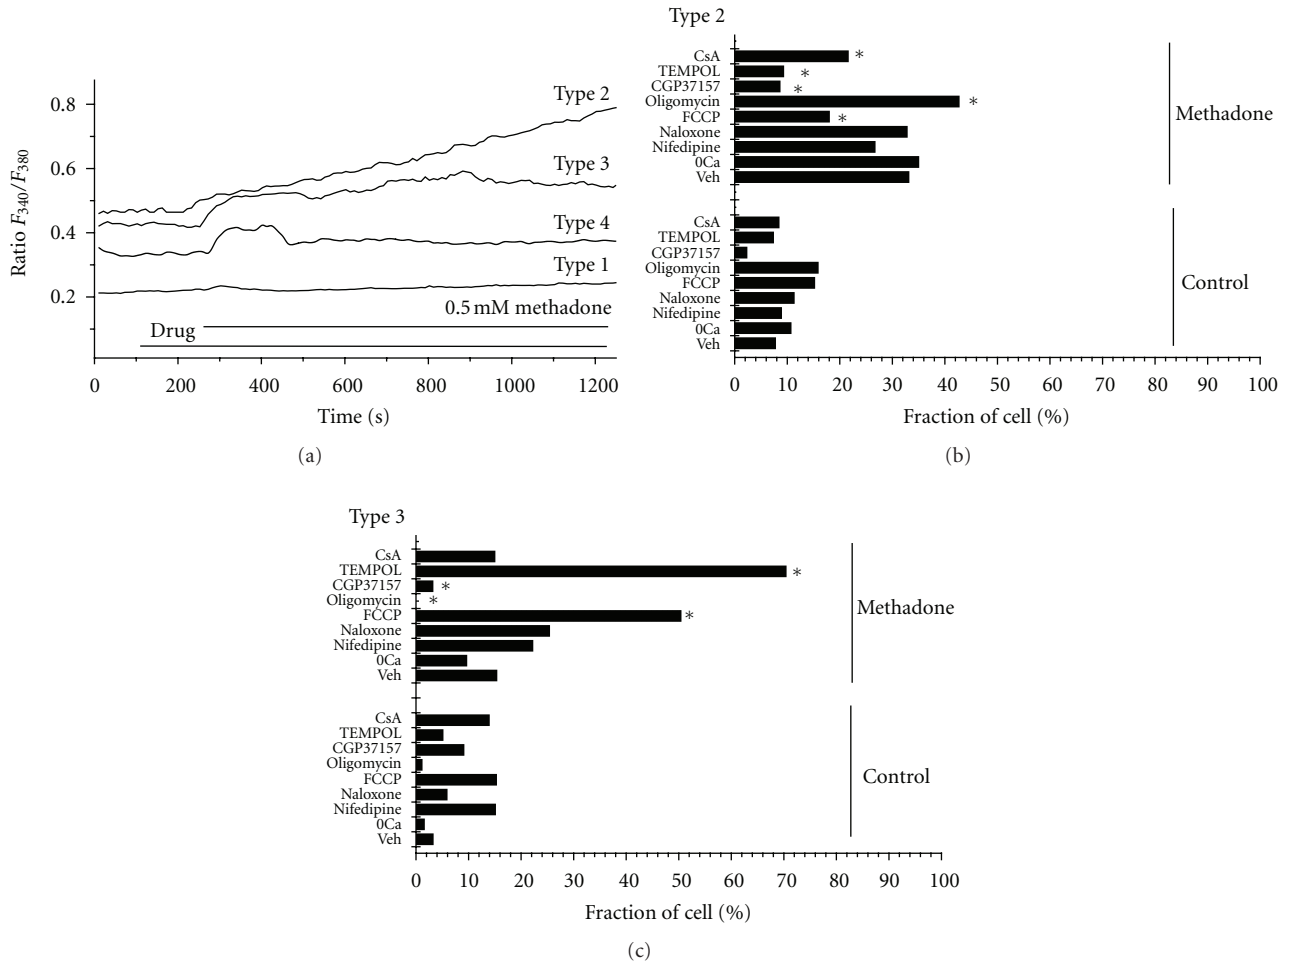 Ratio F340/F380
0.8
0.6
0.4
0.2
Type 2
Type 3
Type 4
Type 1
0.5 mM methadone
Drug
0 200 400 600 800 1000 1200
Time (s)
(a)
Type 2
CsA *
TEMPOL *
CGP37157 *
Oligomycin *
FCCP *
Naloxone
Nifedipine
0Ca
Veh
Methadone
CsA
TEMPOL
CGP37157
Oligomycin
FCCP
Naloxone
Nifedipine
0Ca
Veh
Control
0 10 20 30 40 50 60 70 80 90 100
Fraction of cell (%)
(b)
Type 3
CsA
TEMPOL *
CGP37157 *
Oligomycin *
FCCP *
Naloxone
Nifedipine
0Ca
Veh
Methadone
CsA
TEMPOL
CGP37157
Oligomycin
FCCP
Naloxone
Nifedipine
0Ca
Veh
Control
0 10 20 30 40 50 60 70 80 90 100
Fraction of cell (%)
(c)